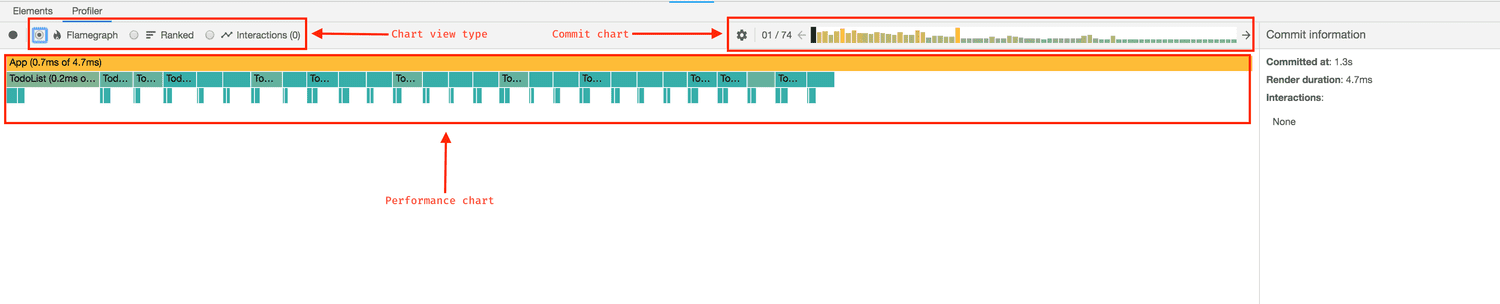 Elements Profiler
Flamegraph Ranked Interactions (0) Chart view type Commit chart 01 / 74 Commit information
App (0.7ms of 4.7ms) Committed at: 1.3s
TodoList (0.2ms o... Tod... To... Tod... To... To... To... To... To... To... To... To... Render duration: 4.7ms
Interactions:
None
Performance chart